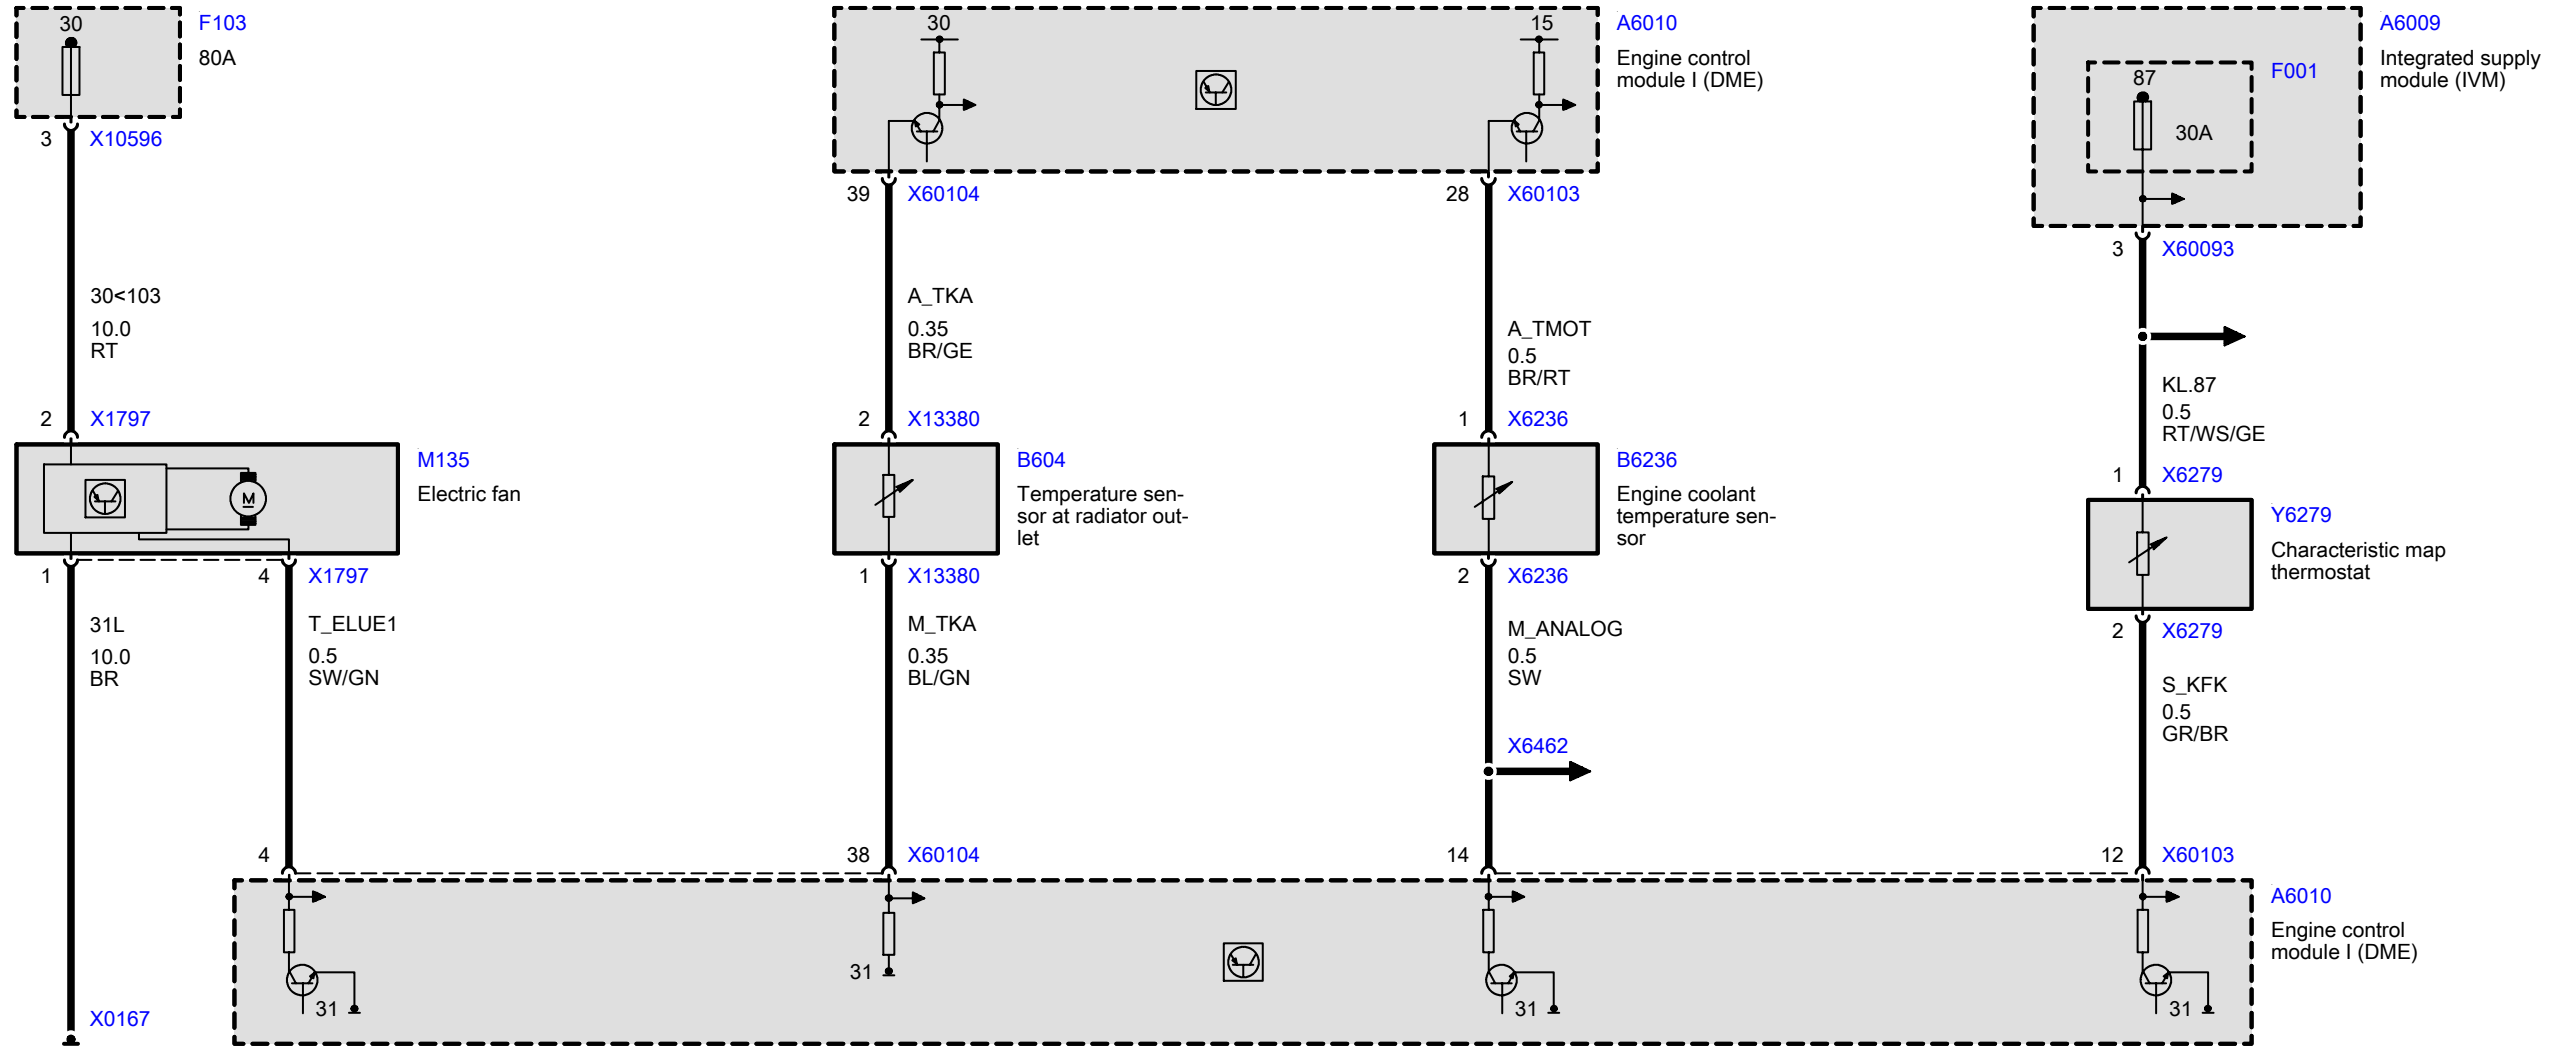 30
F103
80A
3
X10596
30<103
10.0
RT
2
X1797
M135
Electric fan
M
1
4
X1797
31L
10.0
BR
T_ELUE1
0.5
SW/GN
X0167
30
15
A6010
Engine control
module I (DME)
39
X60104
28
X60103
A_TKA
0.35
BR/GE
A_TMOT
0.5
BR/RT
2
X13380
B604
Temperature sen-
sor at radiator out-
let
1
X13380
M_TKA
0.35
BL/GN
1
X6236
B6236
Engine coolant
temperature sen-
sor
2
X6236
M_ANALOG
0.5
SW
X6462
A6009
Integrated supply
module (IVM)
F001
87
30A
3
X60093
KL.87
0.5
RT/WS/GE
1
X6279
Y6279
Characteristic map
thermostat
2
X6279
S_KFK
0.5
GR/BR
4
38
X60104
14
12
X60103
31
31
31
31
A6010
Engine control
module I (DME)